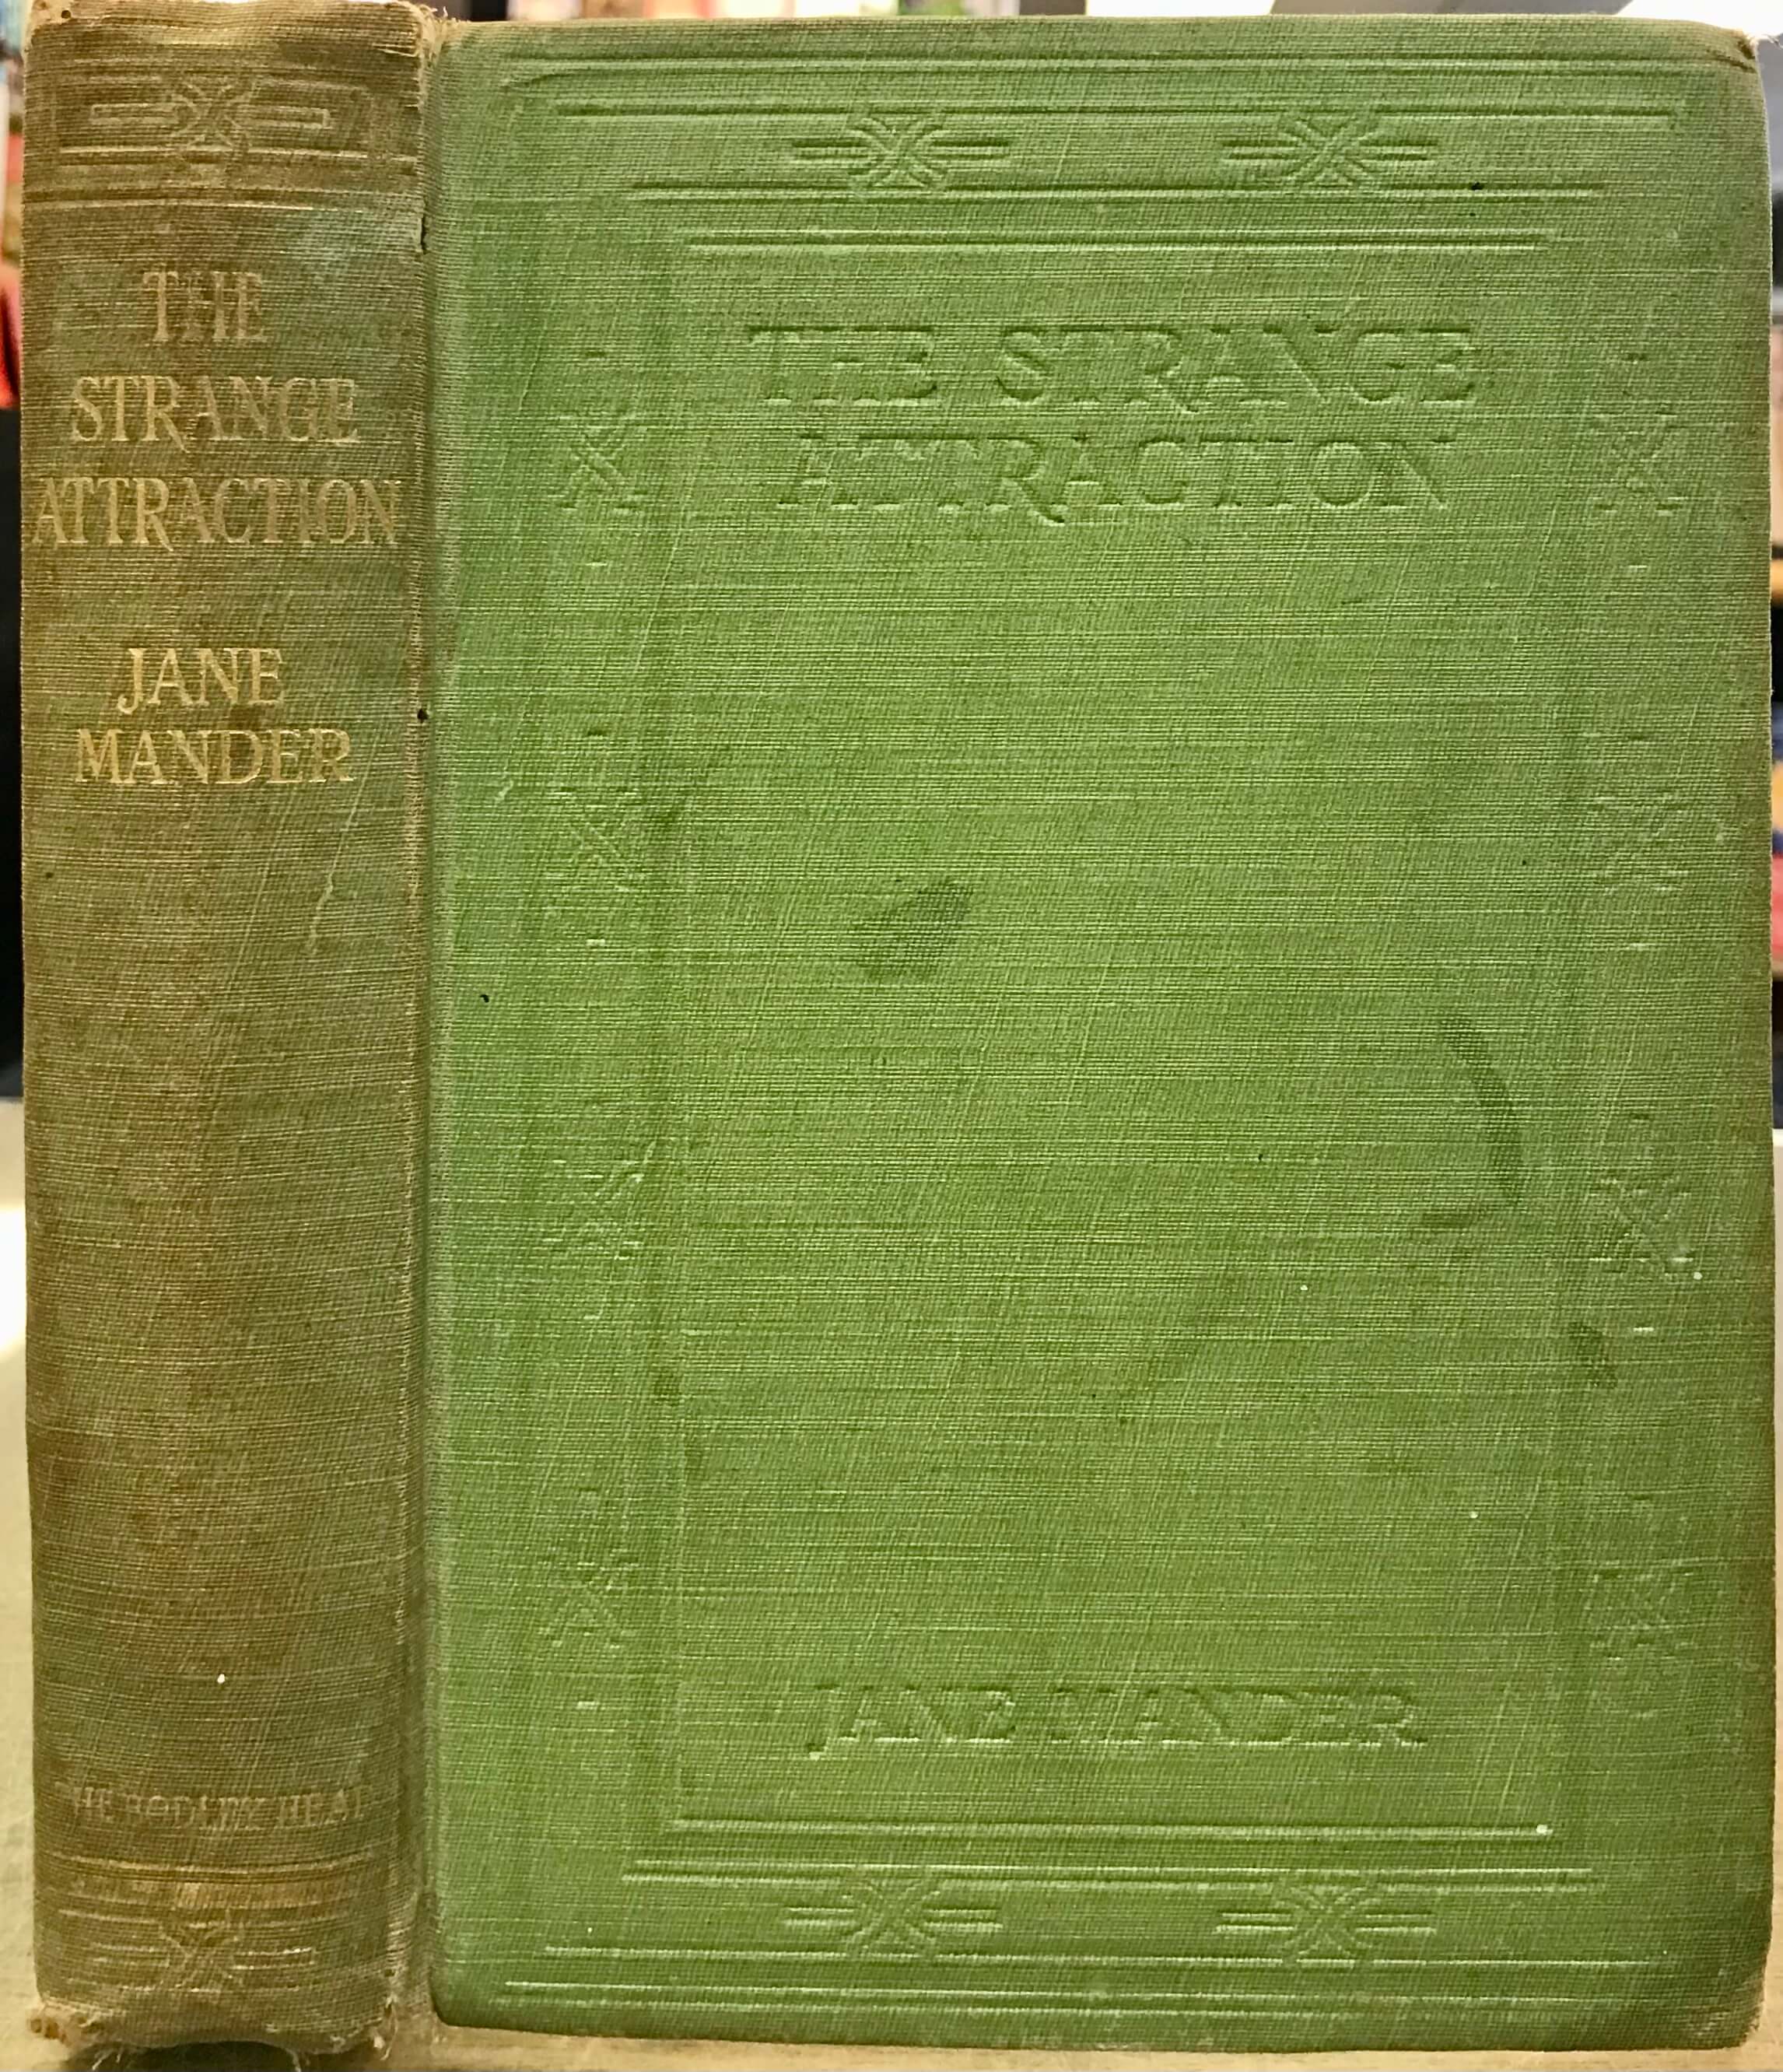 THE
STRANGE
ATTRACTION
JANE
MANDER
THE BODLEY HEAD
THE STRANGE
ATTRACTION
JANE MANDER